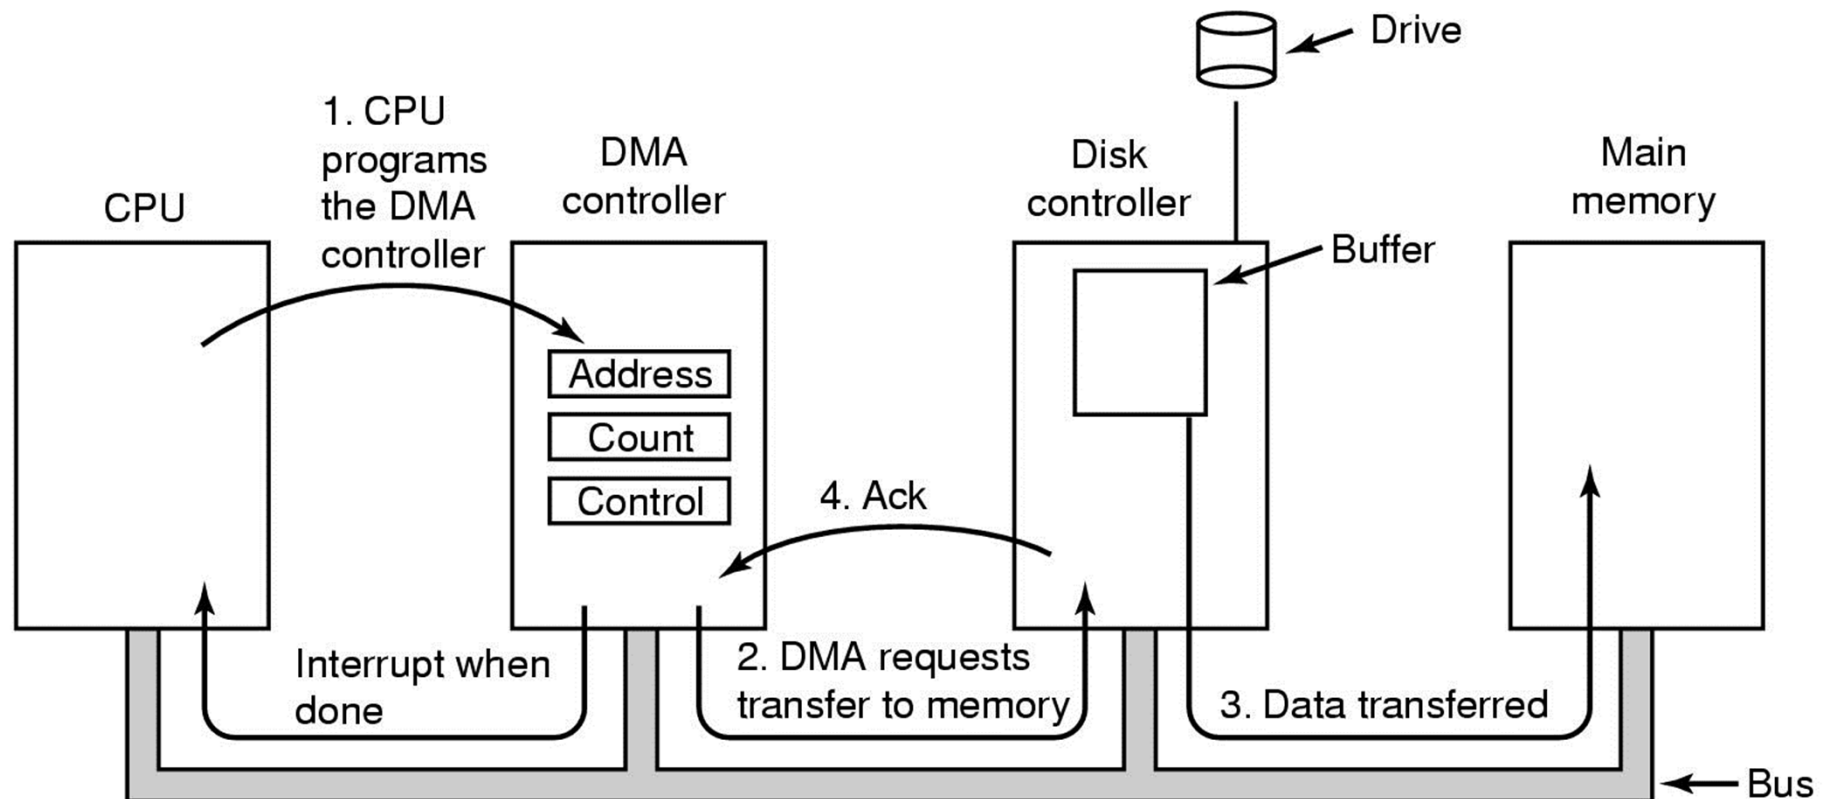 Drive
1. CPU
programs
the DMA
controller
DMA
controller
Disk
controller
Main
memory
CPU
Buffer
Address
Count
Control
4. Ack
Interrupt when
done
2. DMA requests
transfer to memory
3. Data transferred
Bus